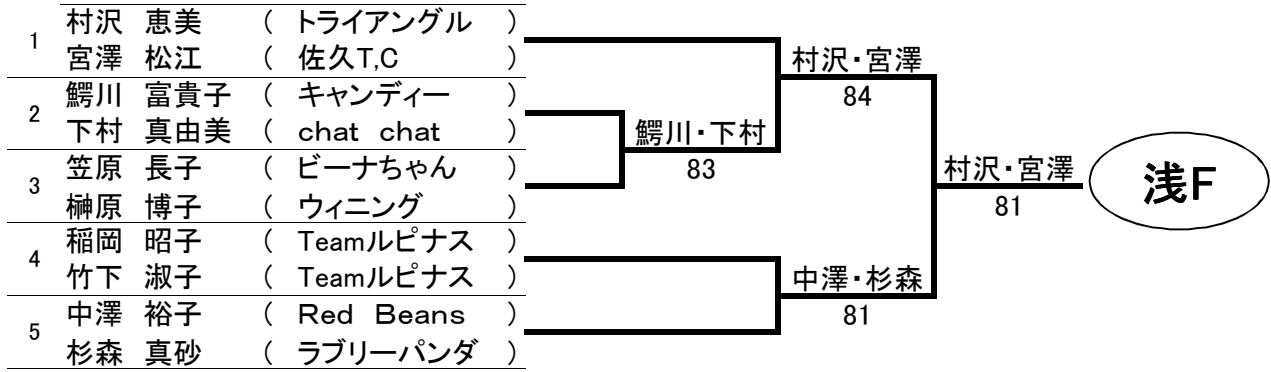 1
村沢 恵美 ( トライアングル )
宮澤 松江 ( 佐久T,C )
2
鰐川 富貴子 ( キャンディー )
下村 真由美 ( chat chat )
3
笠原 長子 ( ビーナちゃん )
榊原 博子 ( ウィニング )
4
稲岡 昭子 ( Teamルピナス )
竹下 淑子 ( Teamルピナス )
5
中澤 裕子 ( Red Beans )
杉森 真砂 ( ラブリーパンダ )
鰐川・下村
83
村沢・宮澤
84
中澤・杉森
81
村沢・宮澤
81
浅F